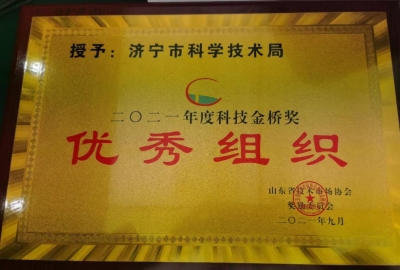 授予：济宁市科学技术局
二〇二一年度科技金桥奖
优秀组织
山东省技术市场协会
奖励委员会
二〇二一年九月